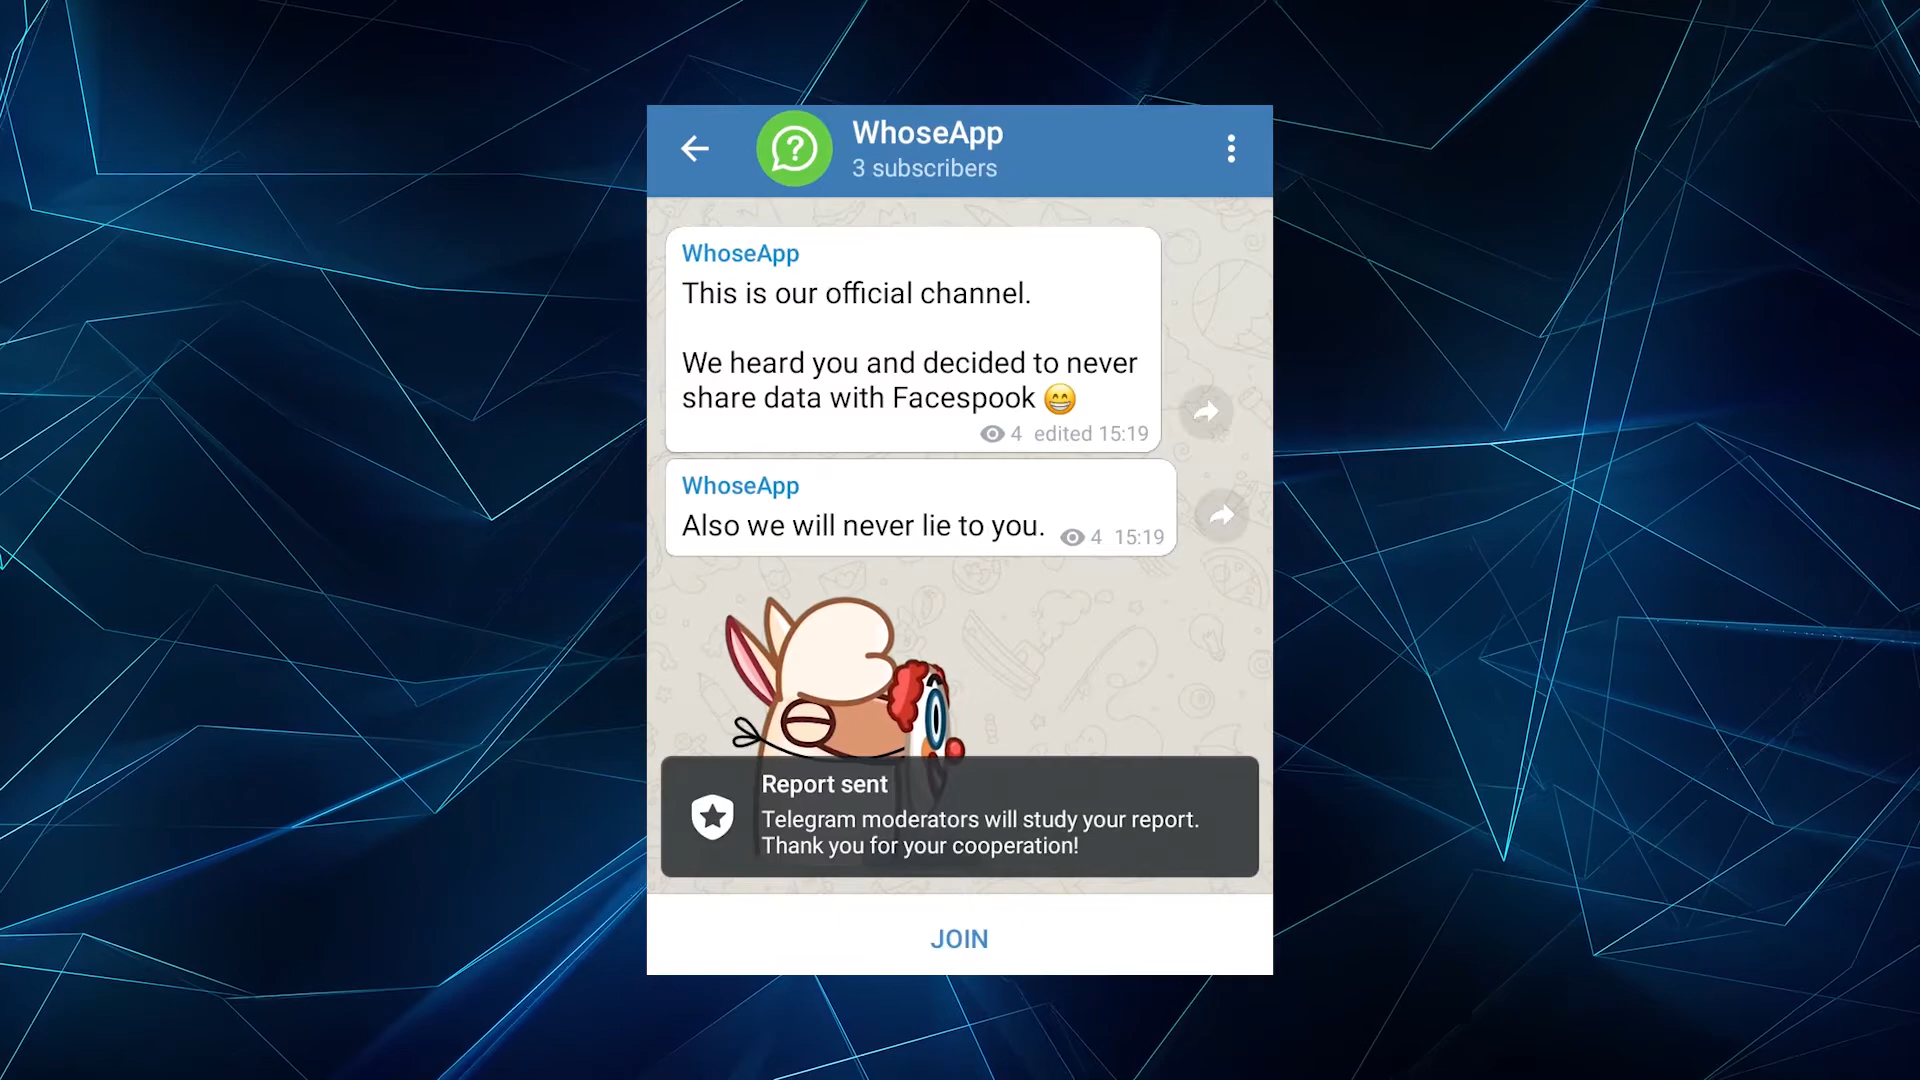 WhoseApp
3 subscribers
WhoseApp
This is our official channel.
We heard you and decided to never
share data with Facespook 😁
4 edited 15:19
WhoseApp
Also we will never lie to you.
4 15:19
Report sent
Telegram moderators will study your report.
Thank you for your cooperation!
JOIN